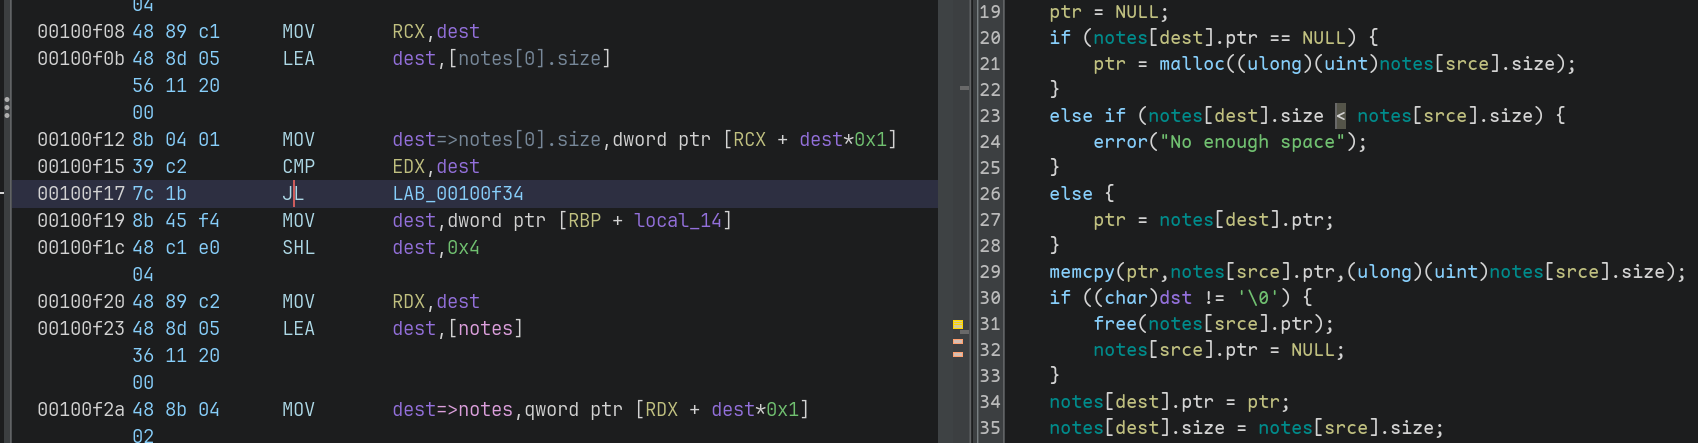 04
00100f08 48 89 c1 MOV RCX,dest
00100f0b 48 8d 05 LEA dest,[notes[0].size]
56 11 20
00
00100f12 8b 04 01 MOV dest=>notes[0].size,dword ptr [RCX + dest*0x1]
00100f15 39 c2 CMP EDX,dest
00100f17 7c 1b JL LAB_00100f34
00100f19 8b 45 f4 MOV dest,dword ptr [RBP + local_14]
00100f1c 48 c1 e0 SHL dest,0x4
04
00100f20 48 89 c2 MOV RDX,dest
00100f23 48 8d 05 LEA dest,[notes]
36 11 20
00
00100f2a 48 8b 04 MOV dest=>notes,qword ptr [RDX + dest*0x1]
02
19 ptr = NULL;
20 if (notes[dest].ptr == NULL) {
21 ptr = malloc((ulong)(uint)notes[srce].size);
22 }
23 else if (notes[dest].size < notes[srce].size) {
24 error("No enough space");
25 }
26 else {
27 ptr = notes[dest].ptr;
28 }
29 memcpy(ptr,notes[srce].ptr,(ulong)(uint)notes[srce].size);
30 if ((char)dst != '\0') {
31 free(notes[srce].ptr);
32 notes[srce].ptr = NULL;
33 }
34 notes[dest].ptr = ptr;
35 notes[dest].size = notes[srce].size;